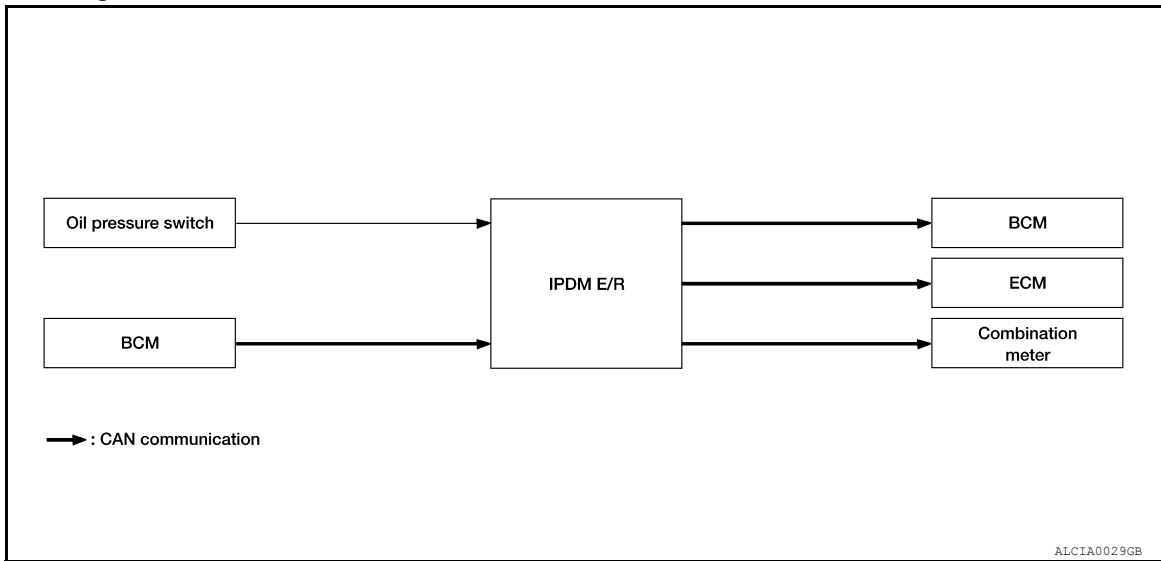 Oil pressure switch
BCM
IPDM E/R
BCM
ECM
Combination
meter
: CAN communication
ALCIA0029GB